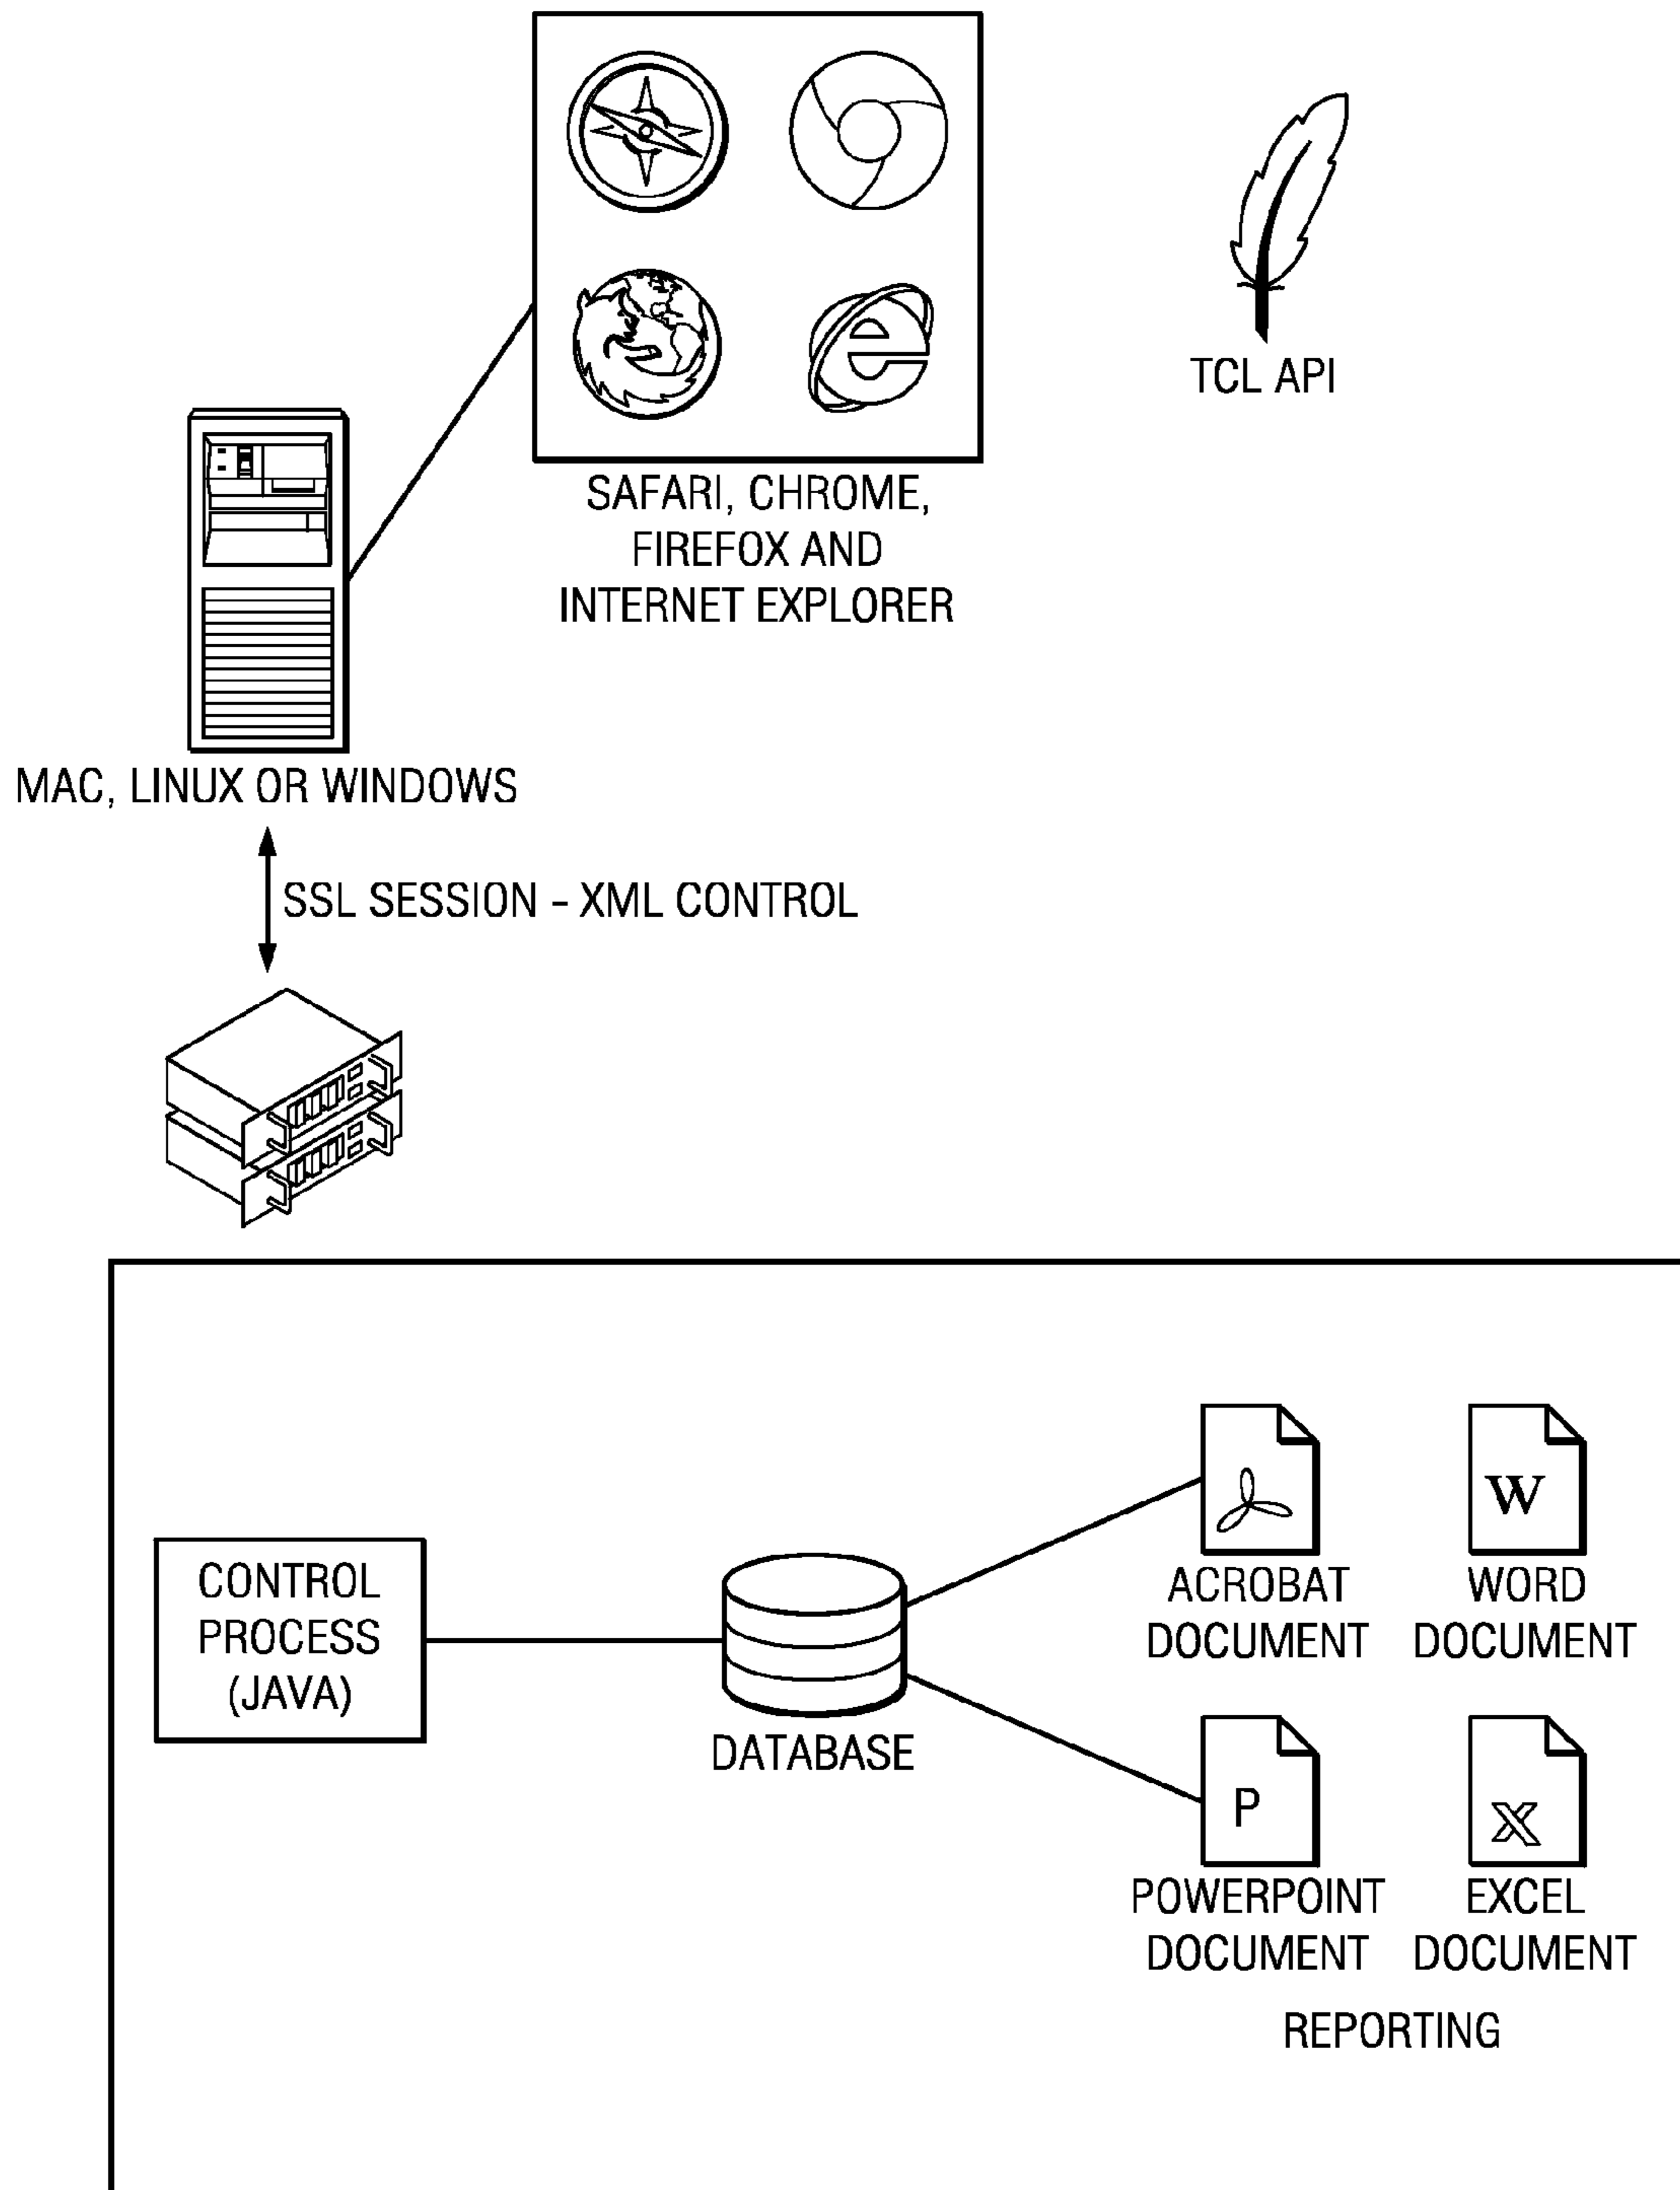 TCL API
SAFARI, CHROME,
FIREFOX AND
INTERNET EXPLORER
MAC, LINUX OR WINDOWS
SSL SESSION - XML CONTROL
CONTROL
PROCESS
(JAVA)
DATABASE
ACROBAT
DOCUMENT
W
WORD
DOCUMENT
P
POWERPOINT
DOCUMENT
X
EXCEL
DOCUMENT
REPORTING